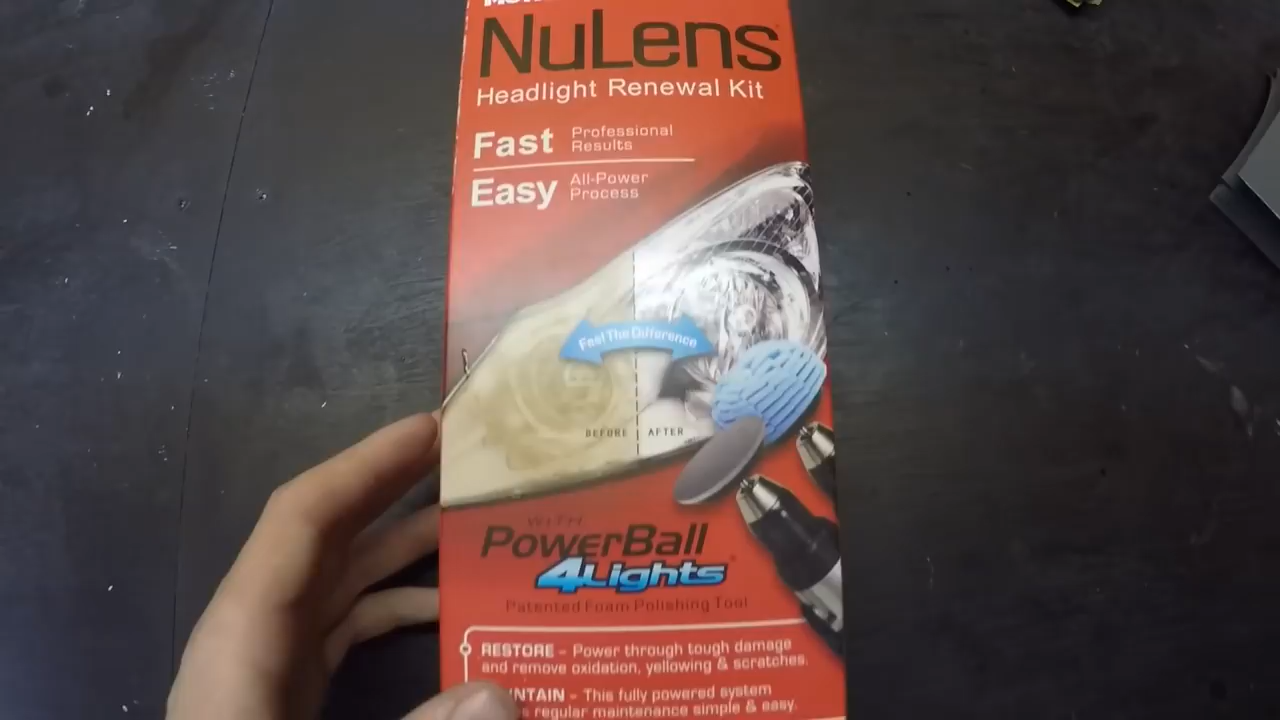 NuLens
Headlight Renewal Kit
Fast Professional
Results
Easy All-Power
Process
Feel The Difference
BEFORE AFTER
WITH
PowerBall
4Lights
Patented Foam Polishing Tool
RESTORE - Power through tough damage
and remove oxidation, yellowing & scratches.
NTAIN - This fully powered system
regular maintenance simple & easy.